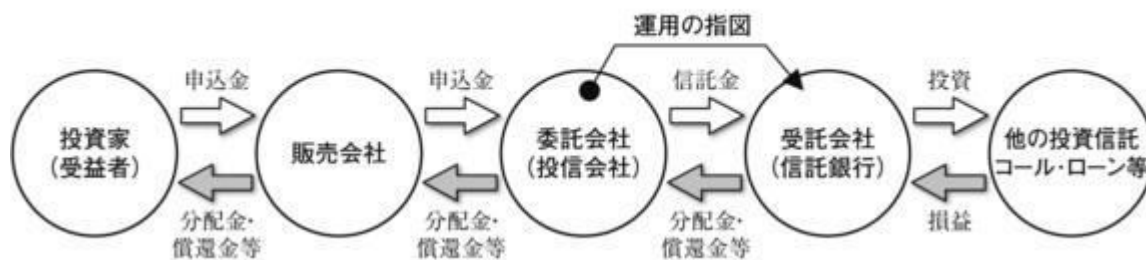 運用の指図
申込金
申込金
信託金
投資
投資家
(受益者)
販売会社
委託会社
(投信会社)
受託会社
(信託銀行)
他の投資信託
コール・ローン等
分配金・
償還金等
分配金・
償還金等
分配金・
償還金等
損益